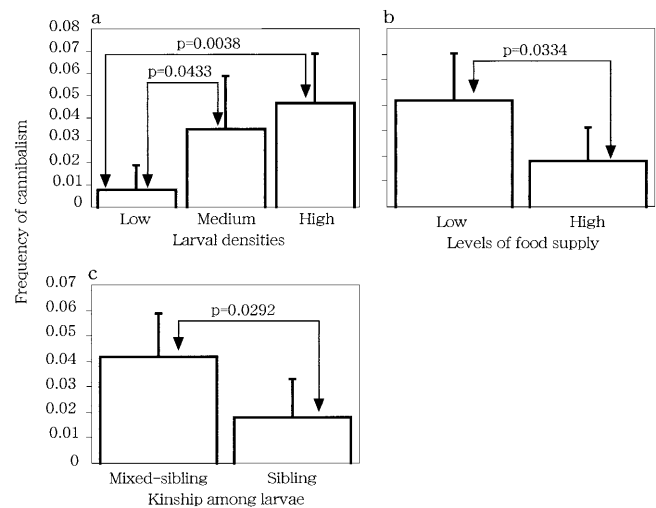 a
0.08
0.07
0.06
0.05
0.04
0.03
0.02
0.01
0
p=0.0038
p=0.0433
Low Medium High
Larval densities
b
p=0.0334
Low High
Levels of food supply
Frequency of cannibalism
c
0.07
0.06
0.05
0.04
0.03
0.02
0.01
0
p=0.0292
Mixed-sibling Sibling
Kinship among larvae